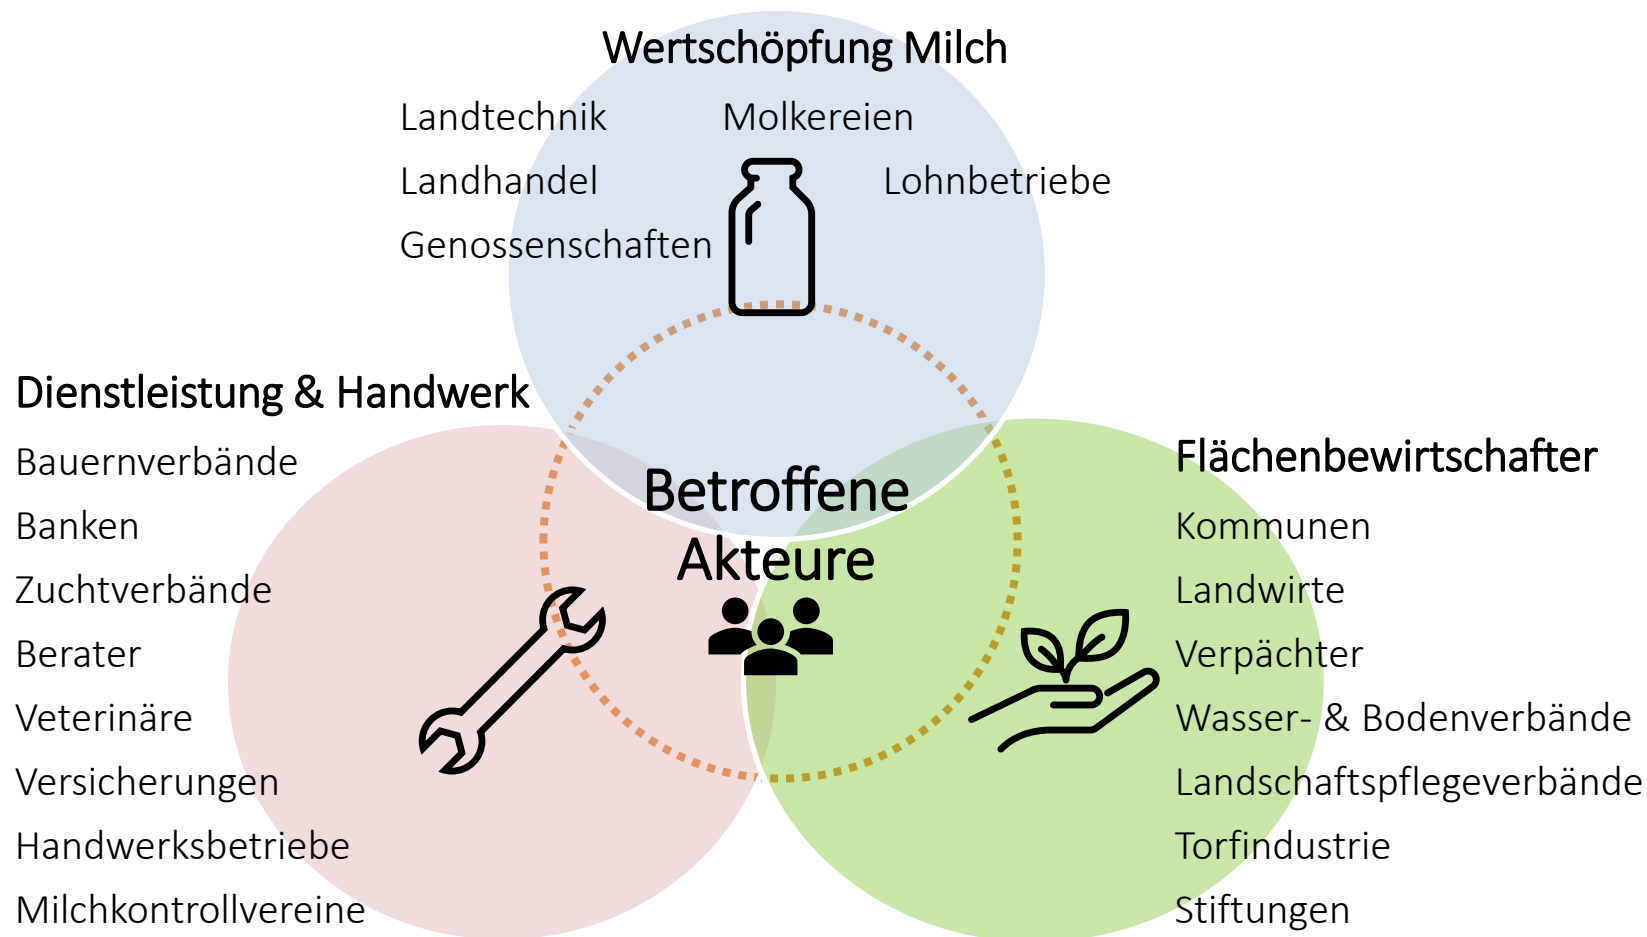 Wertschöpfung Milch
Landtechnik
Molkereien
Landhandel
Lohnbetriebe
Genossenschaften
Dienstleistung & Handwerk
Bauernverbände
Banken
Zuchtverbände
Berater
Veterinäre
Versicherungen
Handwerksbetriebe
Milchkontrollvereine
Betroffene
Akteure
Flächenbewirtschafter
Kommunen
Landwirte
Verpächter
Wasser- & Bodenverbände
Landschaftspflegeverbände
Torfindustrie
Stiftungen